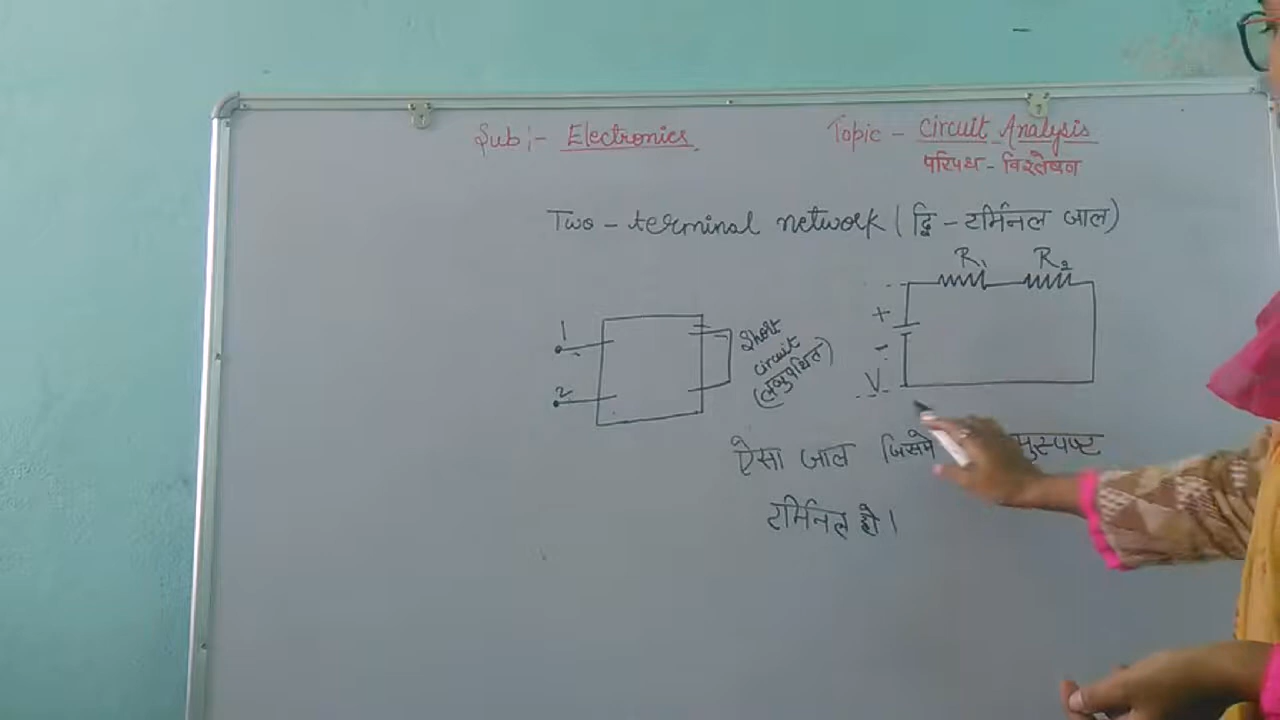 Sub:- Electronics
Topic - Circuit Analysis
परिपथ - विश्लेषण
Two - terminal network (द्वि - टर्मिनल जाल)
R₁ R₂
+
-
V
1
2
Short
circuit
(लघुपथित)
ऐसा जाल जिसमे सुस्पष्ट
टर्मिनल हो।